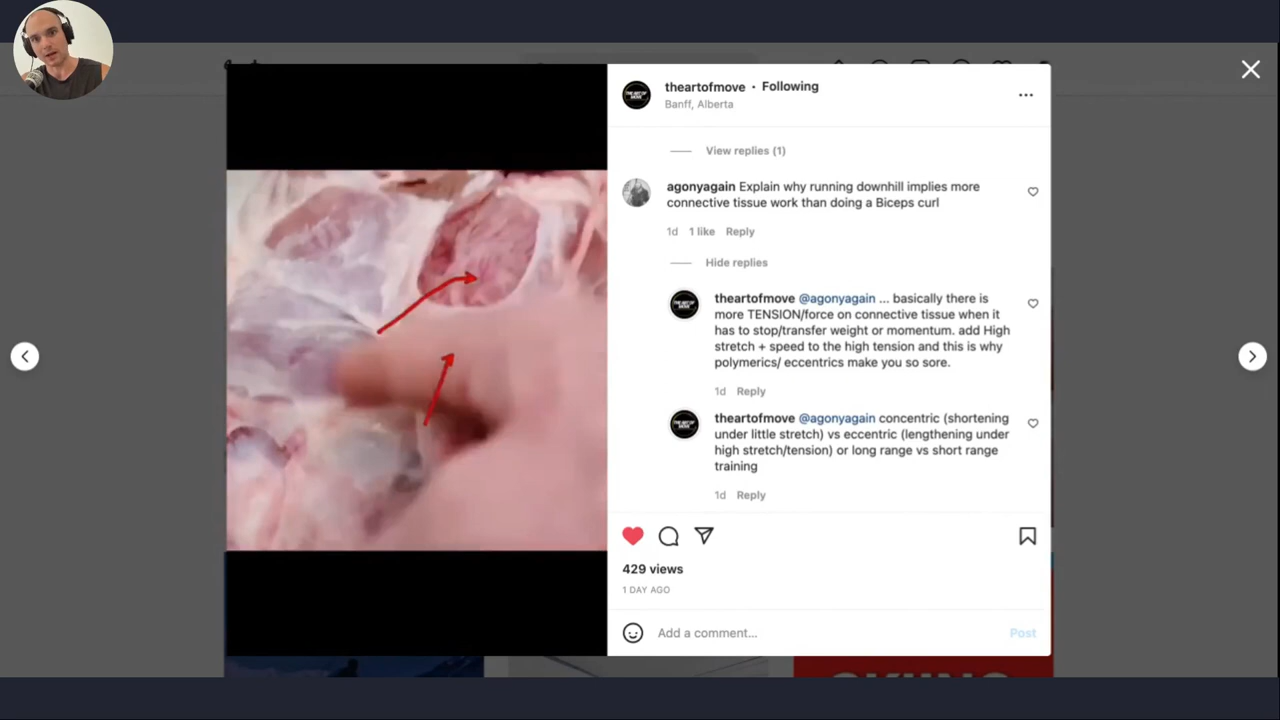 theartofmove • Following
Banff, Alberta
View replies (1)
agonyagain Explain why running downhill implies more
connective tissue work than doing a Biceps curl
1d 1 like Reply
Hide replies
theartofmove @agonyagain ... basically there is
more TENSION/force on connective tissue when it
has to stop/transfer weight or momentum. add High
stretch + speed to the high tension and this is why
polymerics/ eccentrics make you so sore.
1d Reply
theartofmove @agonyagain concentric (shortening
under little stretch) vs eccentric (lengthening under
high stretch/tension) or long range vs short range
training
1d Reply
429 views
1 DAY AGO
Add a comment...
Post